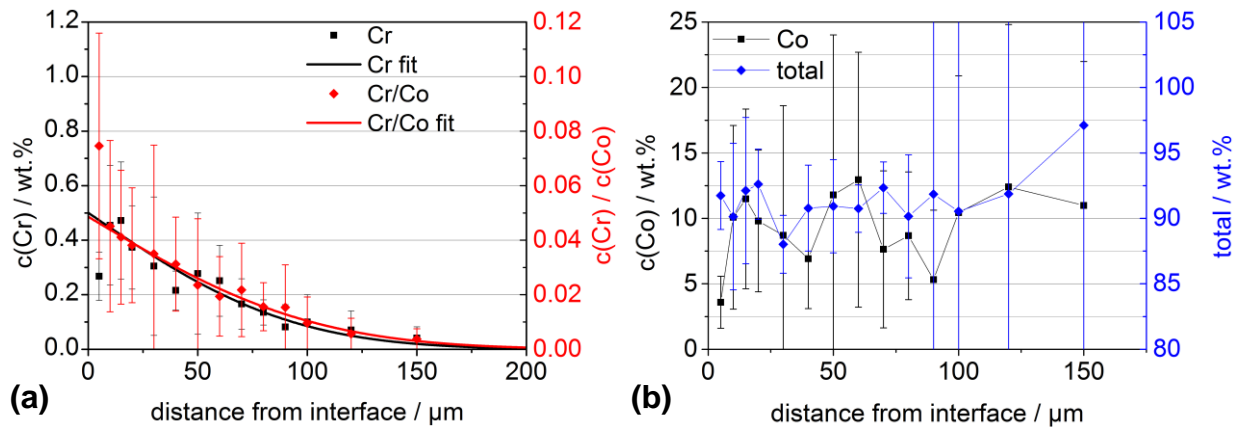 1.2
1.0
0.8
0.6
0.4
0.2
0.0
c(Cr) / wt.%
Cr
Cr fit
Cr/Co
Cr/Co fit
0.12
0.10
0.08
0.06
0.04
0.02
0.00
c(Cr) / c(Co)
0 50 100 150 200
distance from interface / µm
(a)
25
20
15
10
5
0
c(Co) / wt.%
Co
total
105
100
95
90
85
80
total / wt.%
0 50 100 150
distance from interface / µm
(b)